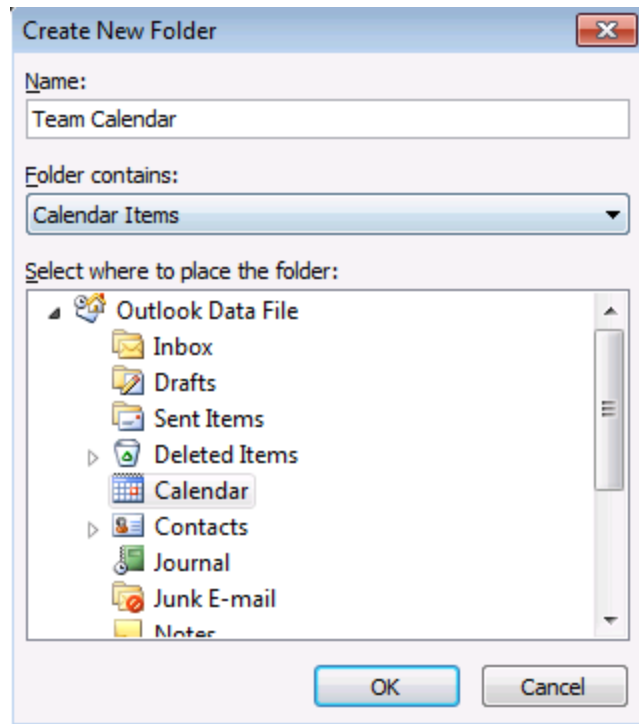 Create New Folder
Name:
Team Calendar
Folder contains:
Calendar Items
Select where to place the folder:
Outlook Data File
Inbox
Drafts
Sent Items
Deleted Items
Calendar
Contacts
Journal
Junk E-mail
Notes
OK Cancel